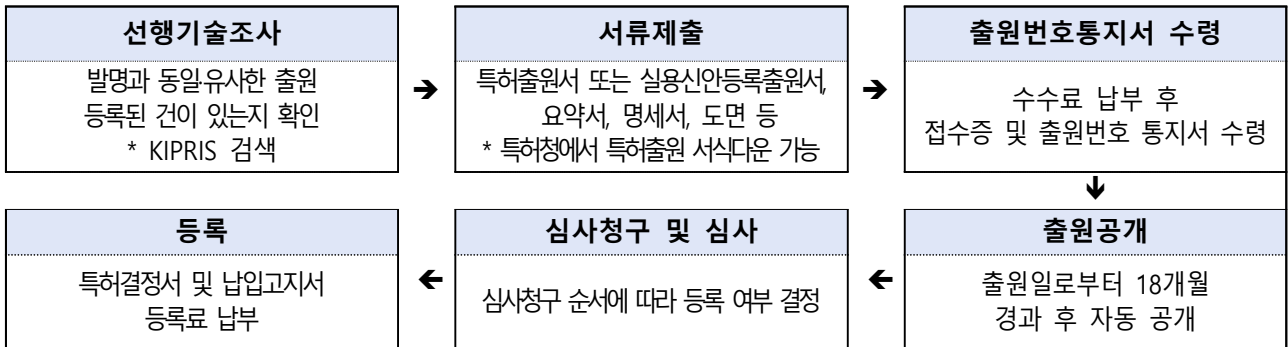 선행기술조사
발명과 동일유사한 출원
등록된 건이 있는지 확인
* KIPRIS 검색
➔
서류제출
특허출원서 또는 실용신안등록출원서,
요약서, 명세서, 도면 등
* 특허청에서 특허출원 서식다운 가능
➔
출원번호통지서 수령
수수료 납부 후
접수증 및 출원번호 통지서 수령
🡻
출원공개
출원일로부터 18개월
경과 후 자동 공개
🡸
심사청구 및 심사
심사청구 순서에 따라 등록 여부 결정
🡸
등록
특허결정서 및 납입고지서
등록료 납부